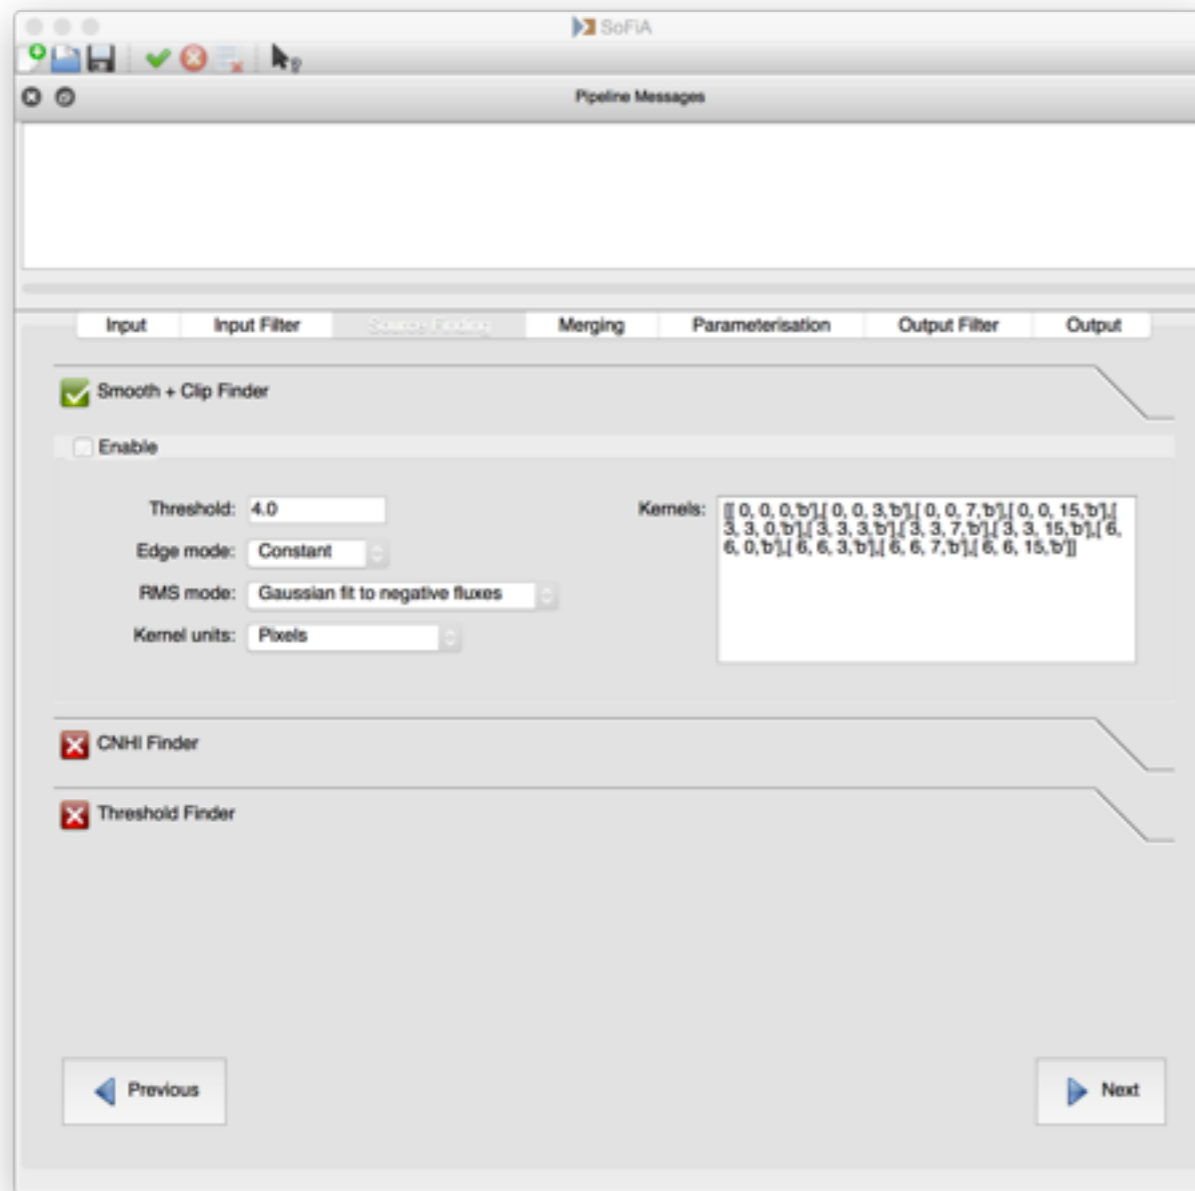 SoFiA
Pipeline Messages
Input Input Filter Source Finding Merging Parameterisation Output Filter Output
Smooth + Clip Finder
Enable
Threshold: 4.0
Edge mode: Constant
RMS mode: Gaussian fit to negative fluxes
Kernel units: Pixels
Kernels: [[ 0, 0, 0,'b'],[ 0, 0, 3,'b'],[ 0, 0, 7,'b'],[ 0, 0, 15,'b'],[
3, 3, 0,'b'],[ 3, 3, 3,'b'],[ 3, 3, 7,'b'],[ 3, 3, 15,'b'],[ 6,
6, 0,'b'],[ 6, 6, 3,'b'],[ 6, 6, 7,'b'],[ 6, 6, 15,'b']]
CNHI Finder
Threshold Finder
Previous
Next